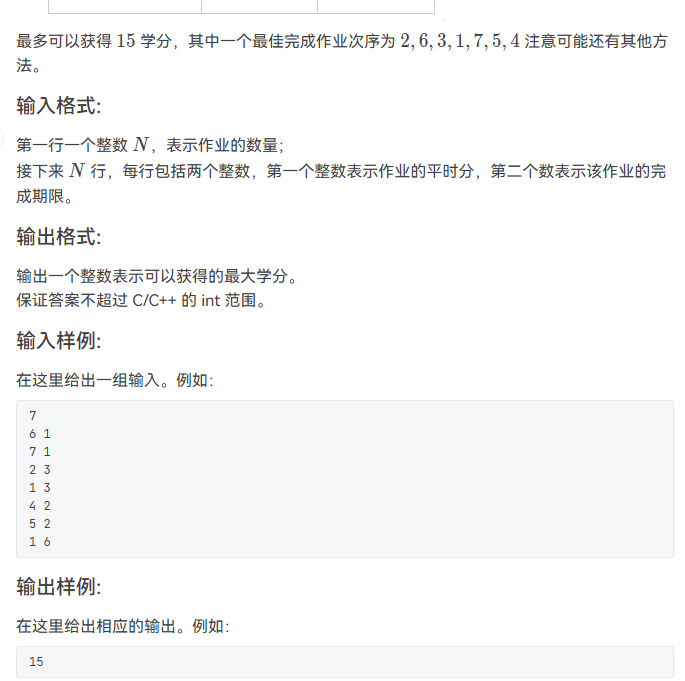 最多可以获得 15 学分，其中一个最佳完成作业次序为 2, 6, 3, 1, 7, 5, 4 注意可能还有其他方
法。
输入格式:
第一行一个整数 N，表示作业的数量；
接下来 N 行，每行包括两个整数，第一个整数表示作业的平时分，第二个数表示该作业的完
成期限。
输出格式:
输出一个整数表示可以获得的最大学分。
保证答案不超过 C/C++ 的 int 范围。
输入样例:
在这里给出一组输入。例如：
7
6 1
7 1
2 3
1 3
4 2
5 2
1 6
输出样例:
在这里给出相应的输出。例如：
15